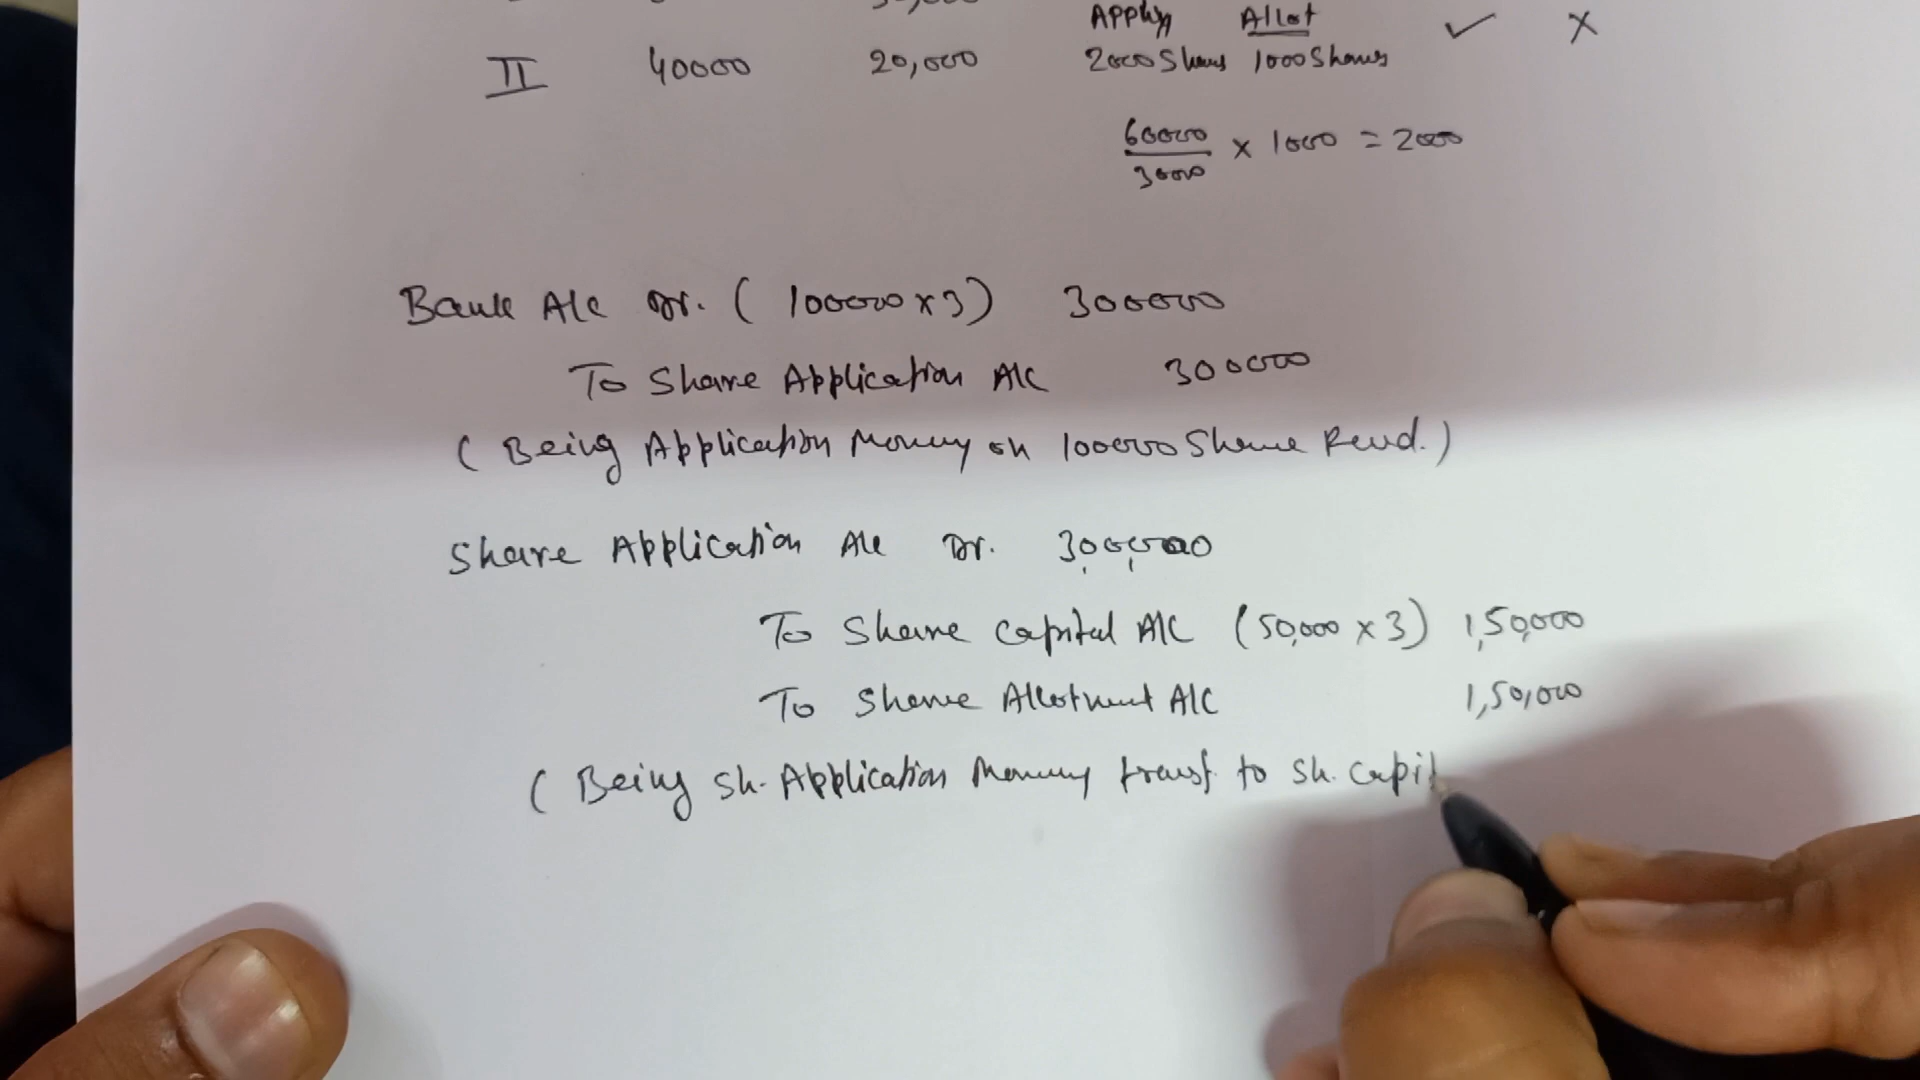 Apply Allot
II 40000 20,000 2000 Shares 1000 Shares ✓ X
60000 / 3000 x 1000 = 2000
Bank A/c Dr. ( 100000 x 3 ) 300000
To Share Application A/c 300000
( Being Application Money on 100000 Share Recvd. )
Share Application A/c Dr. 3,00,000
To Share Capital A/c (50,000 x 3) 1,50,000
To Share Allotment A/c 1,50,000
( Being Sh. Application Money transf. to Sh. Capit